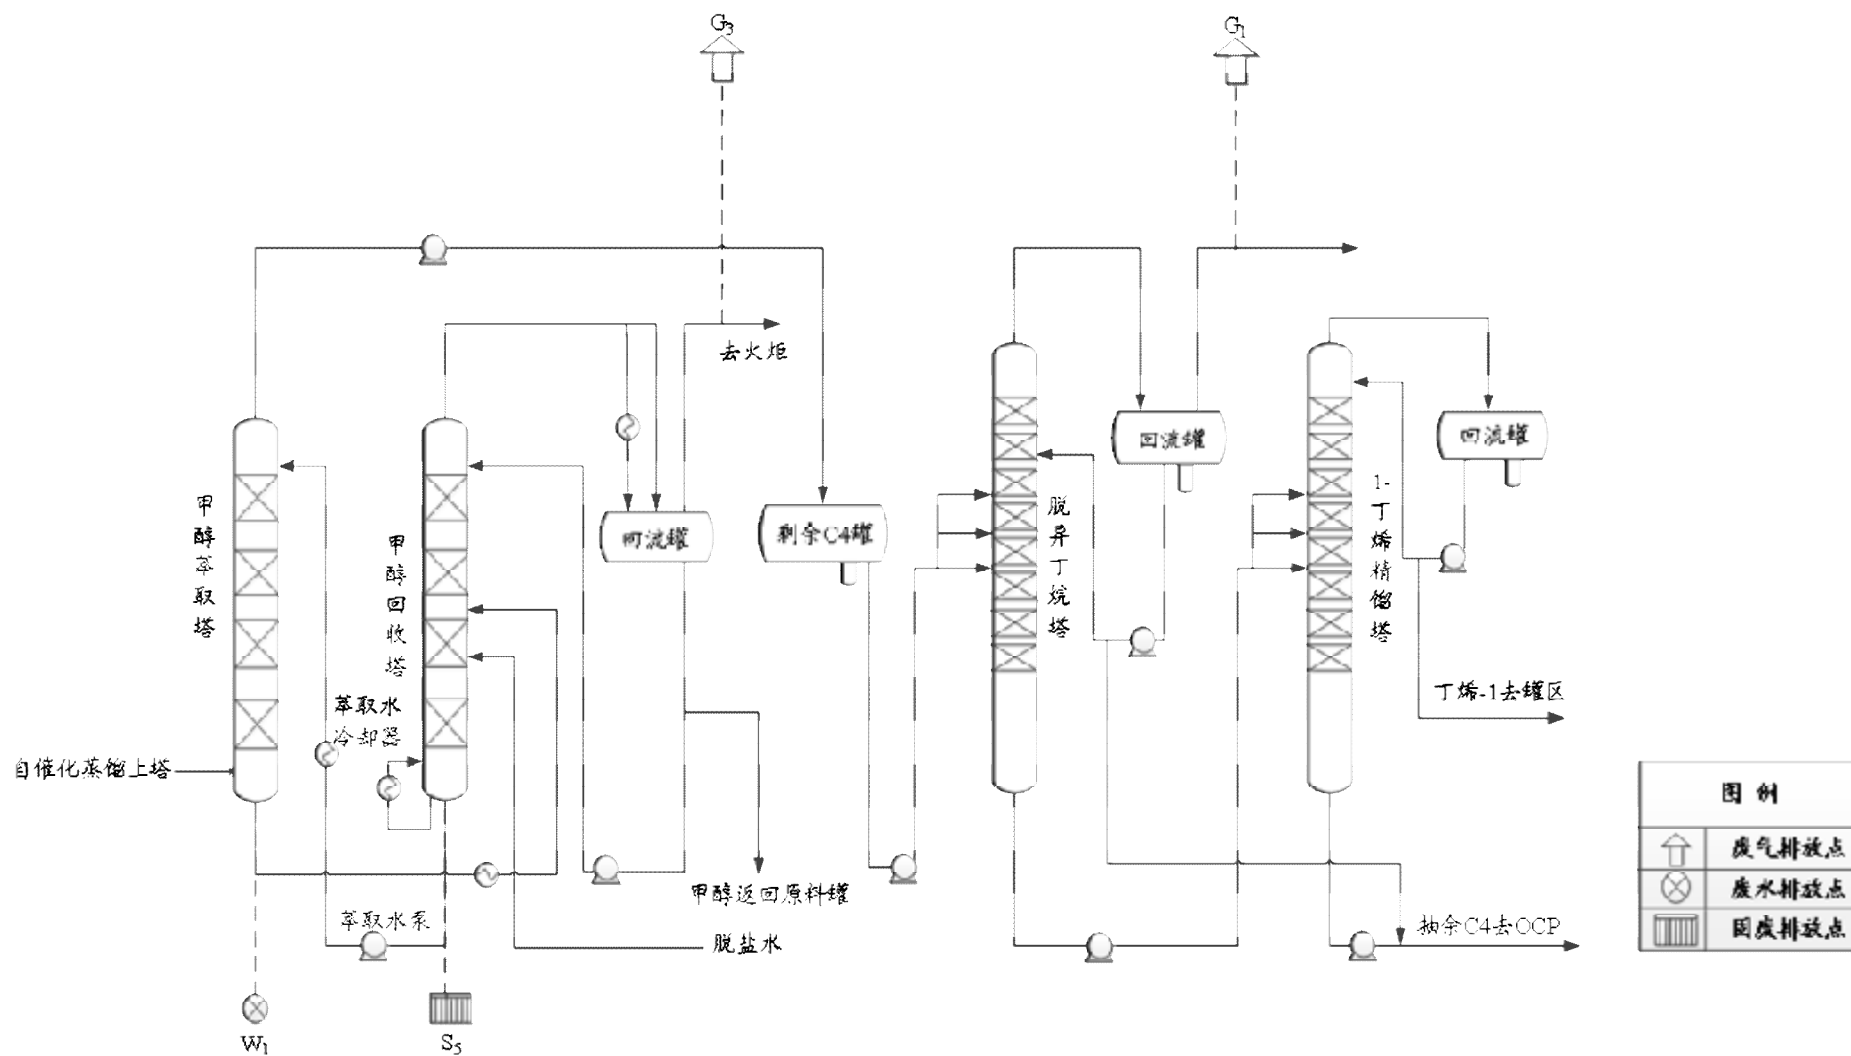 G3
G1
去火炬
回流罐
回流罐
甲醇萃取塔
甲醇回收塔
回流罐
剩余C4罐
脱异丁烷塔
1-丁烯精馏塔
萃取水
冷却器
丁烯-1去罐区
自催化蒸馏上塔
图例
废气排放点
甲醇返回原料罐
废水排放点
萃取水泵
脱盐水
抽余C4去OCP
固废排放点
W1
S5